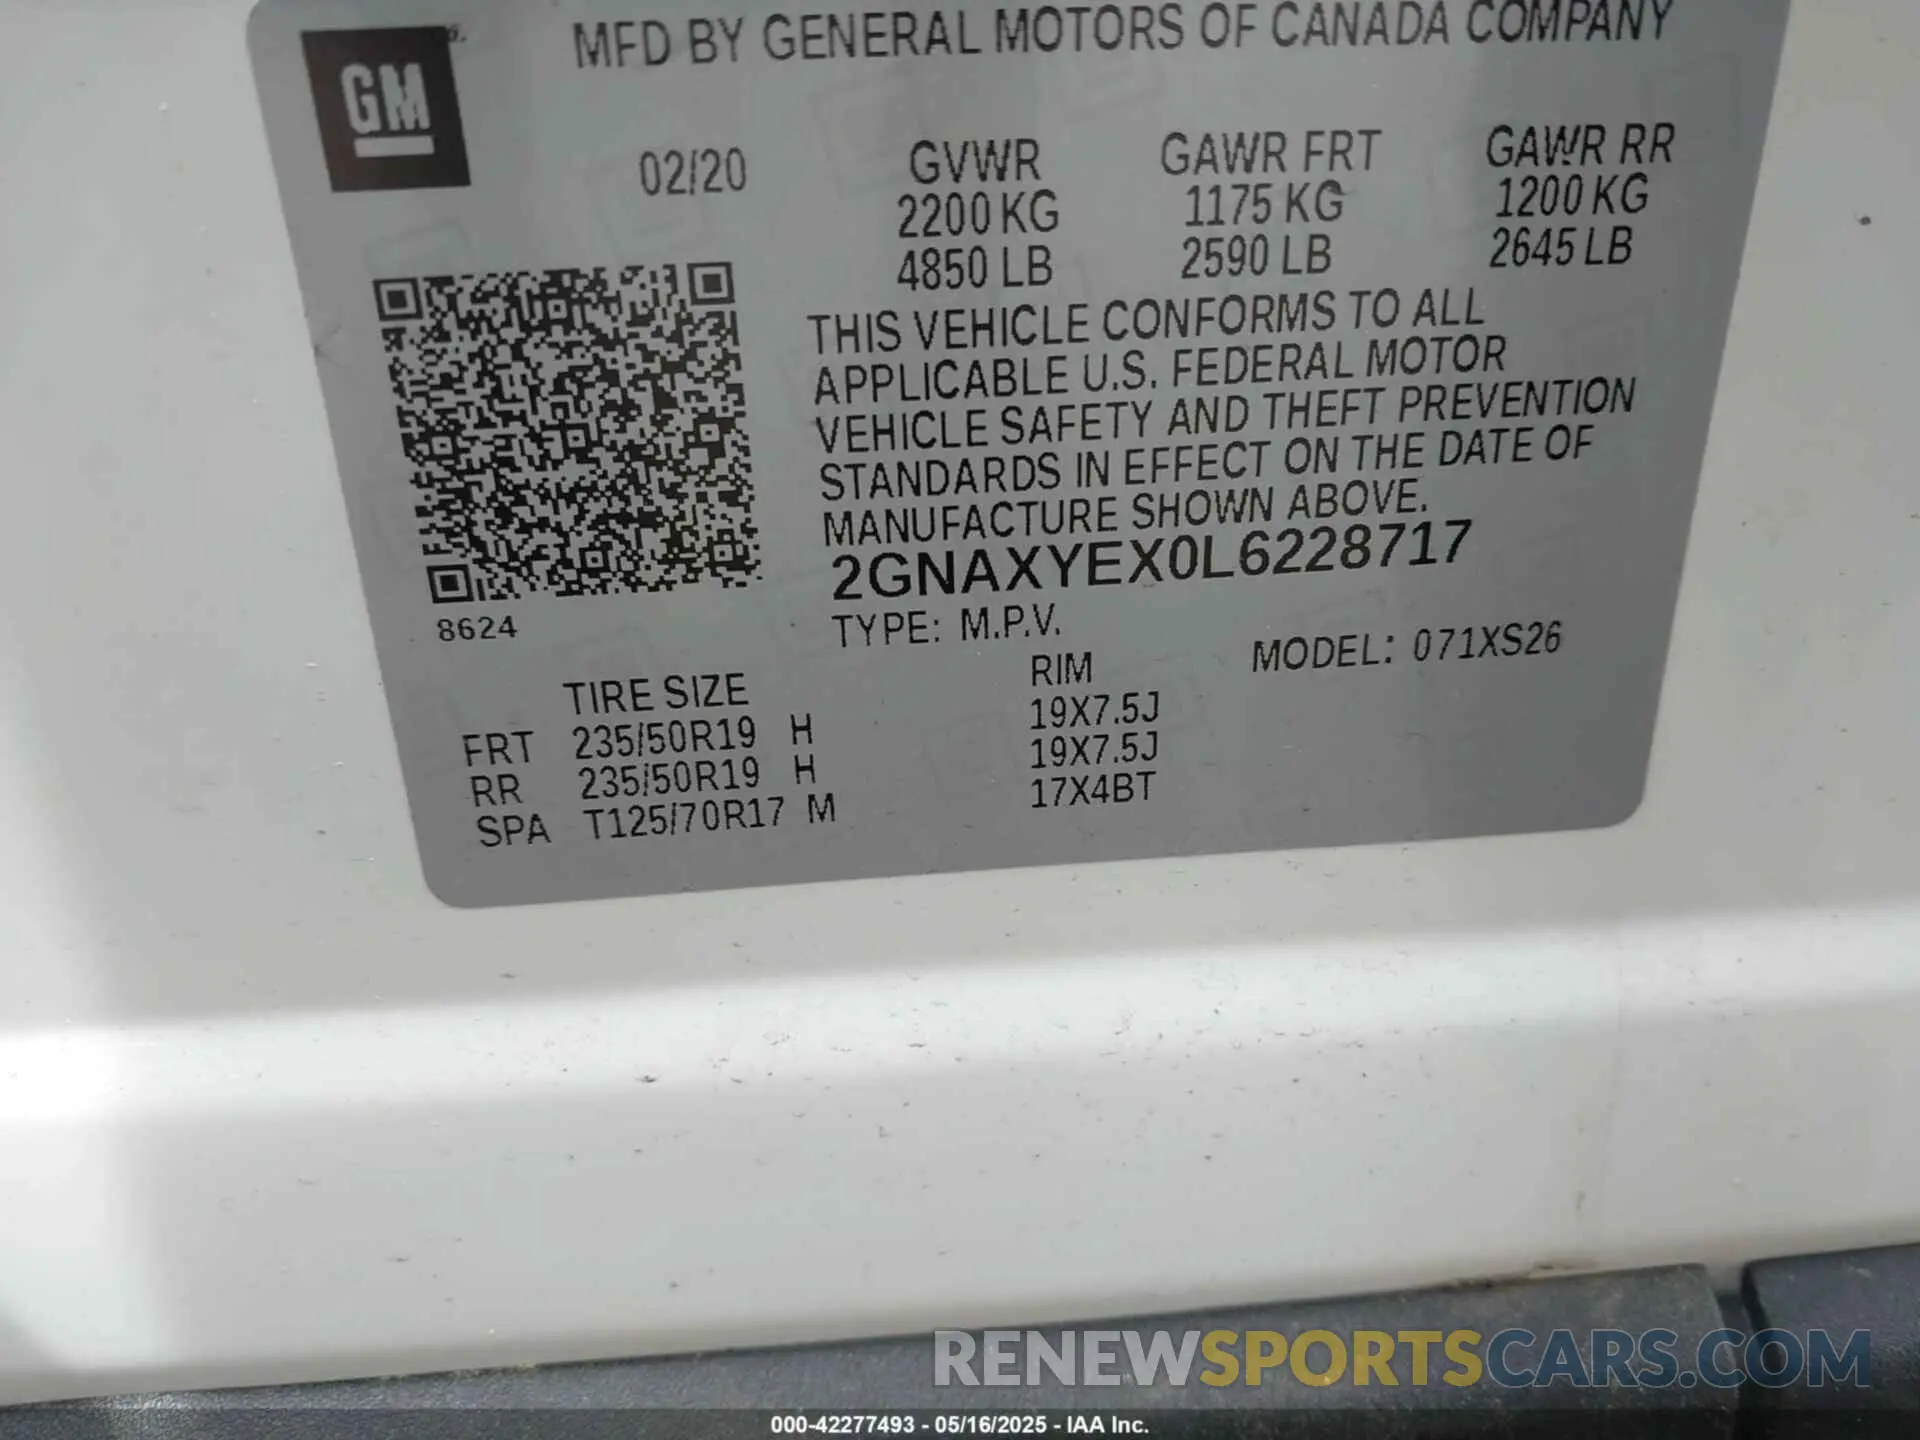 MFD BY GENERAL MOTORS OF CANADA COMPANY
GM
02/20
GVWR
2200 KG
4850 LB
GAWR FRT
1175 KG
2590 LB
GAWR RR
1200 KG
2645 LB
THIS VEHICLE CONFORMS TO ALL
APPLICABLE U.S. FEDERAL MOTOR
VEHICLE SAFETY AND THEFT PREVENTION
STANDARDS IN EFFECT ON THE DATE OF
MANUFACTURE SHOWN ABOVE.
2GNAXYEX0L6228717
8624
TYPE: M.P.V.
MODEL: 071XS26
TIRE SIZE RIM
FRT 235/50R19 H 19X7.5J
RR 235/50R19 H 19X7.5J
SPA T125/70R17 M 17X4BT
RENEWSPORTSCARS.COM
000-42277493 - 05/16/2025 - IAA Inc.